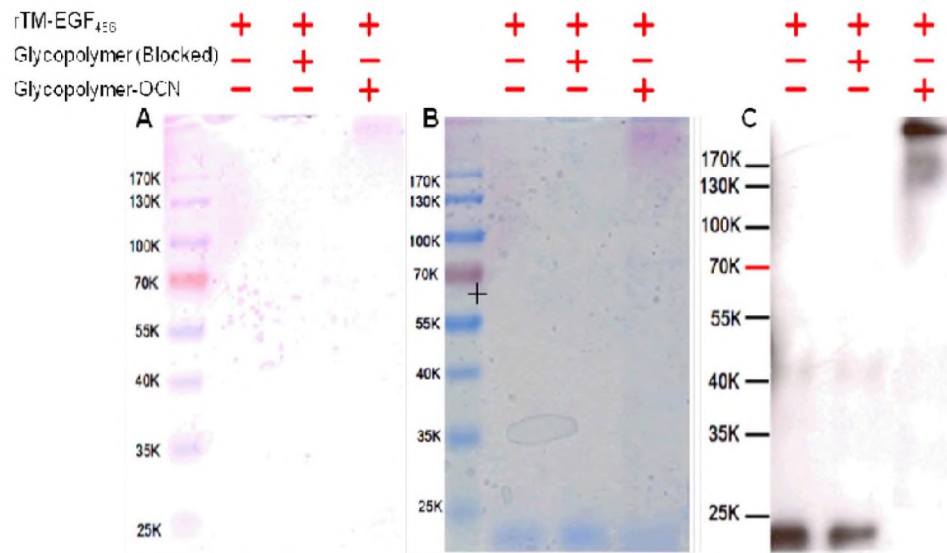 rTM-EGF456 + + + + + + + + +
Glycopolymer (Blocked) − + − − + − − + −
Glycopolymer-OCN − − + − − + − − +
A B C
170K
130K
100K
70K
55K
40K
35K
25K
170K
130K
100K
70K
55K
40K
35K
25K
170K
130K
100K
70K
55K
40K
35K
25K